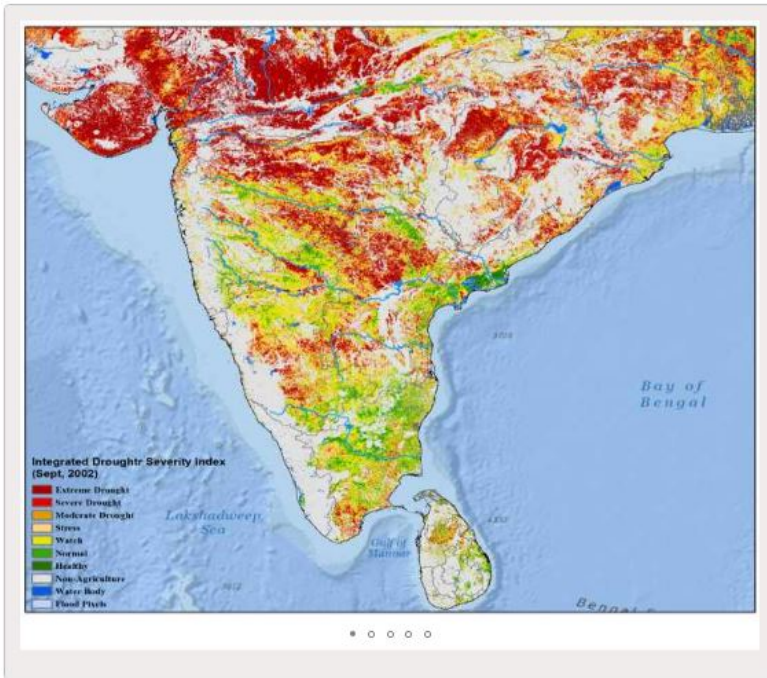 Bay of
Bengal
Integrated Droughtr Severity Index
(Sept, 2002)
Extreme Drought
Severe Drought
Moderate Drought
Stress
Watch
Normal
Healthy
Non-Agriculture
Water Body
Flood Pixels
Lakshadweep
Sea
Gulf of
Mannar
Bengal